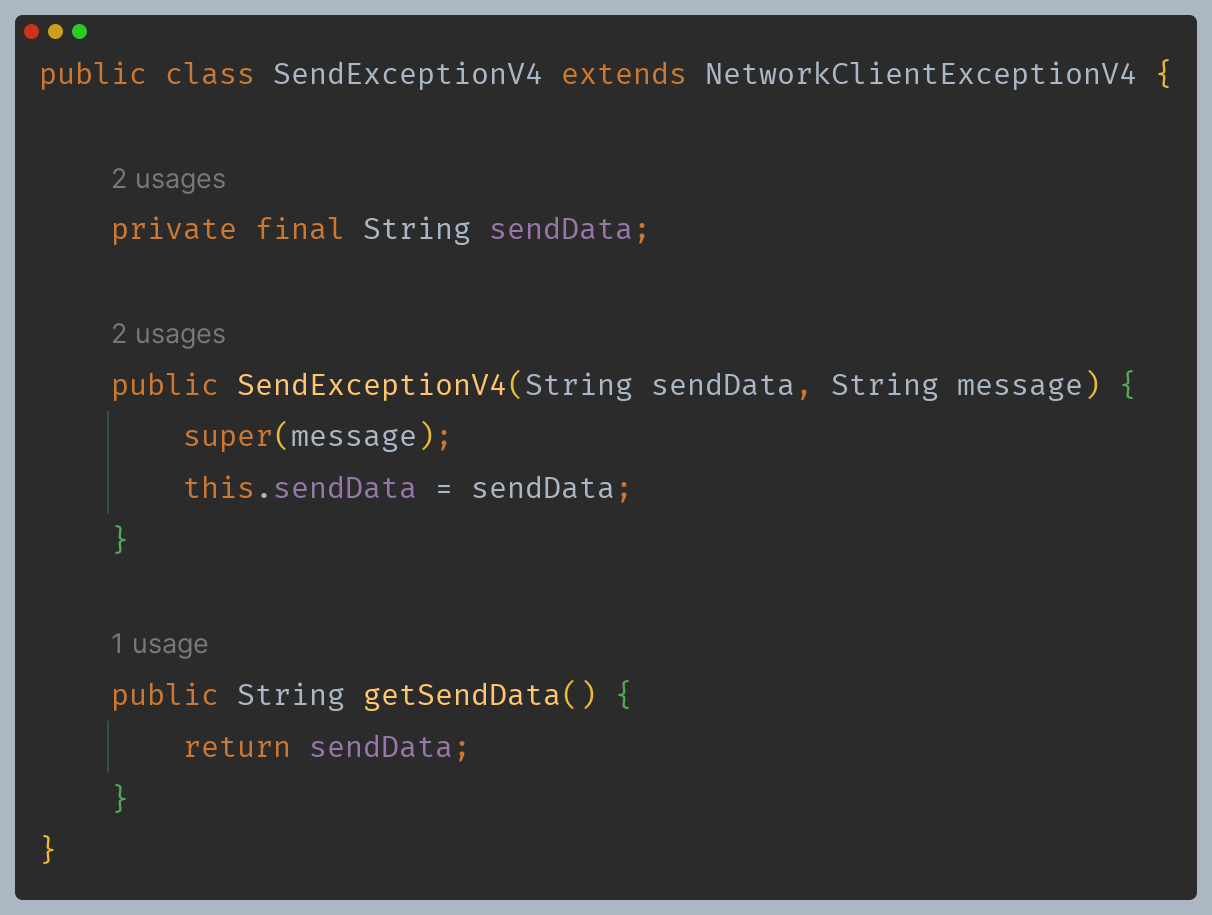 public class SendExceptionV4 extends NetworkClientExceptionV4 {
2 usages
private final String sendData;
2 usages
public SendExceptionV4(String sendData, String message) {
super(message);
this.sendData = sendData;
}
1 usage
public String getSendData() {
return sendData;
}
}